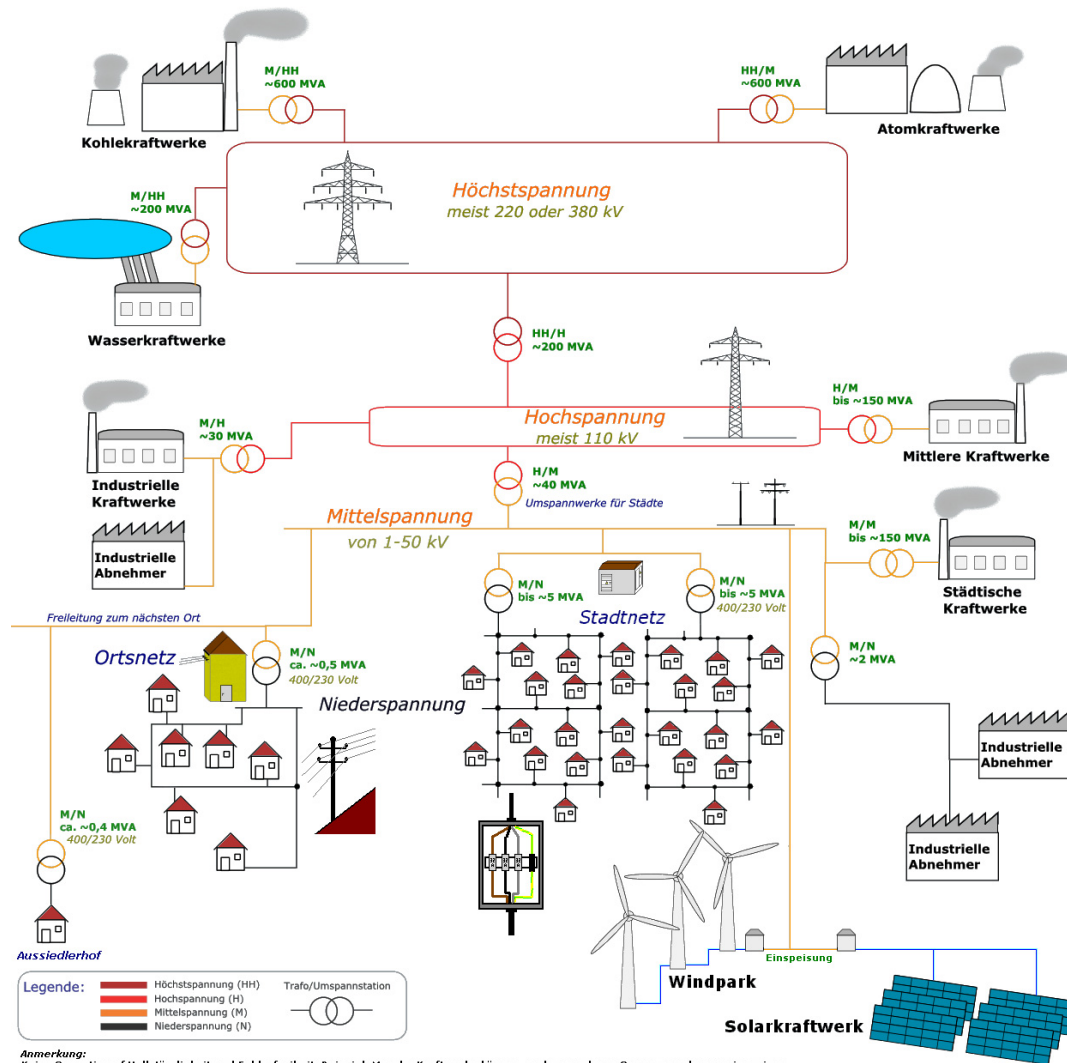 M/HH
~600 MVA
HH/M
~600 MVA
Kohlekraftwerke
Atomkraftwerke
Höchstspannung
meist 220 oder 380 kV
M/HH
~200 MVA
Wasserkraftwerke
HH/H
~200 MVA
H/M
bis ~150 MVA
Hochspannung
meist 110 kV
M/H
~30 MVA
Mittlere Kraftwerke
Industrielle
Kraftwerke
H/M
~40 MVA
Umspannwerke für Städte
Mittelspannung
von 1-50 kV
M/M
bis ~150 MVA
Industrielle
Abnehmer
Städtische
Kraftwerke
M/N
bis ~5 MVA
M/N
bis ~5 MVA
400/230 Volt
Freileitung zum nächsten Ort
Stadtnetz
Ortsnetz
M/N
ca. ~0,5 MVA
400/230 Volt
M/N
~2 MVA
Niederspannung
Industrielle
Abnehmer
M/N
ca. ~0,4 MVA
400/230 Volt
Industrielle
Abnehmer
Aussiedlerhof
Einspeisung
Windpark
Solarkraftwerk
Legende:
Höchstspannung (HH)
Hochspannung (H)
Mittelspannung (M)
Niederspannung (N)
Trafo/Umspannstation
Anmerkung: